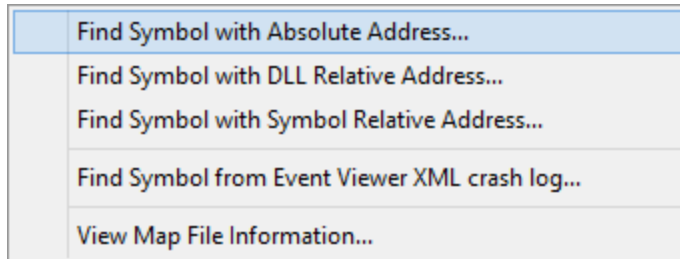 Find Symbol with Absolute Address...
Find Symbol with DLL Relative Address...
Find Symbol with Symbol Relative Address...
Find Symbol from Event Viewer XML crash log...
View Map File Information...